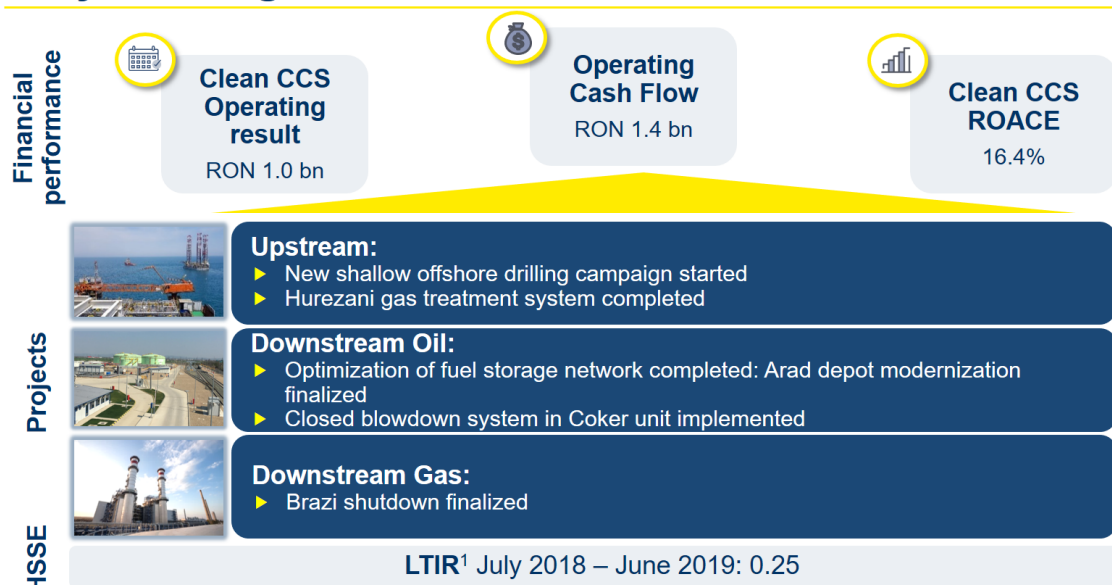 Financial
performance
Clean CCS
Operating
result
RON 1.0 bn
Operating
Cash Flow
RON 1.4 bn
Clean CCS
ROACE
16.4%
Projects
Upstream:
New shallow offshore drilling campaign started
Hurezani gas treatment system completed
Downstream Oil:
Optimization of fuel storage network completed: Arad depot modernization
finalized
Closed blowdown system in Coker unit implemented
Downstream Gas:
Brazi shutdown finalized
HSSE
LTIR¹ July 2018 – June 2019: 0.25